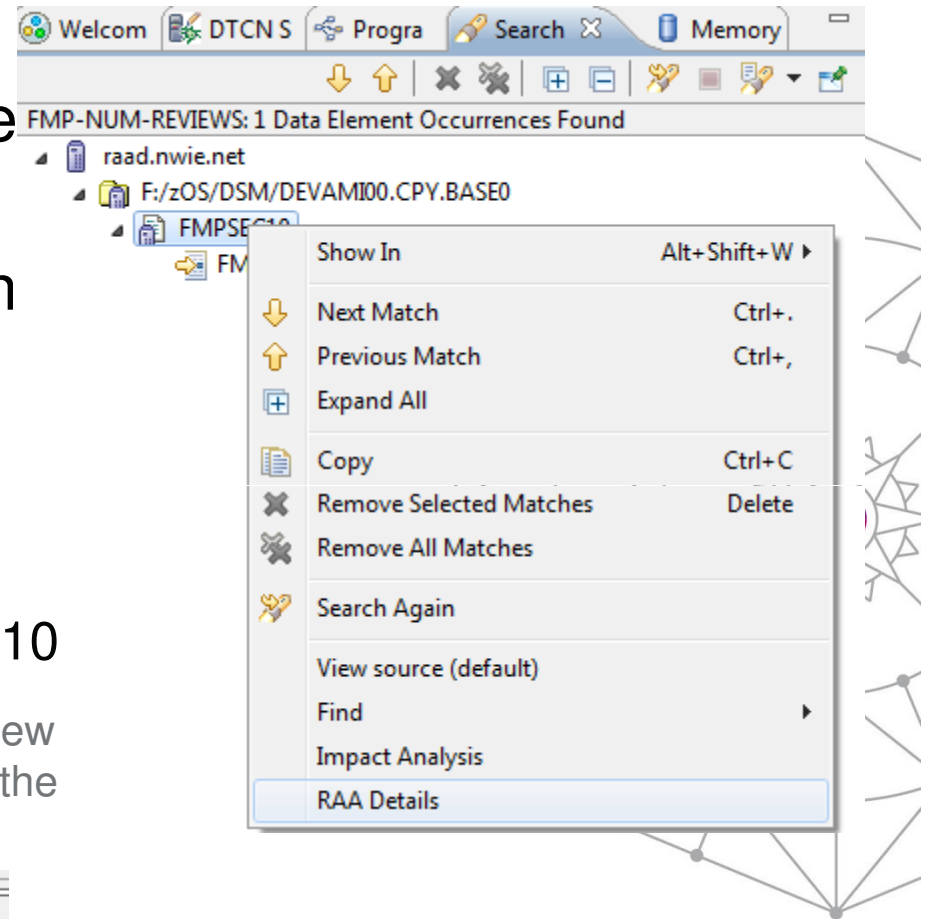 Welcom DTCN S Progra Search Memory
e
FMP-NUM-REVIEWS: 1 Data Element Occurrences Found
raad.nwie.net
F:/zOS/DSM/DEVAMI00.CPY.BASE0
FMPSEC10
FM
n
Show In Alt+Shift+W
Next Match Ctrl+.
Previous Match Ctrl+,
Expand All
Copy Ctrl+C
Remove Selected Matches Delete
Remove All Matches
Search Again
10
View source (default)
ew
Find
the
Impact Analysis
RAA Details